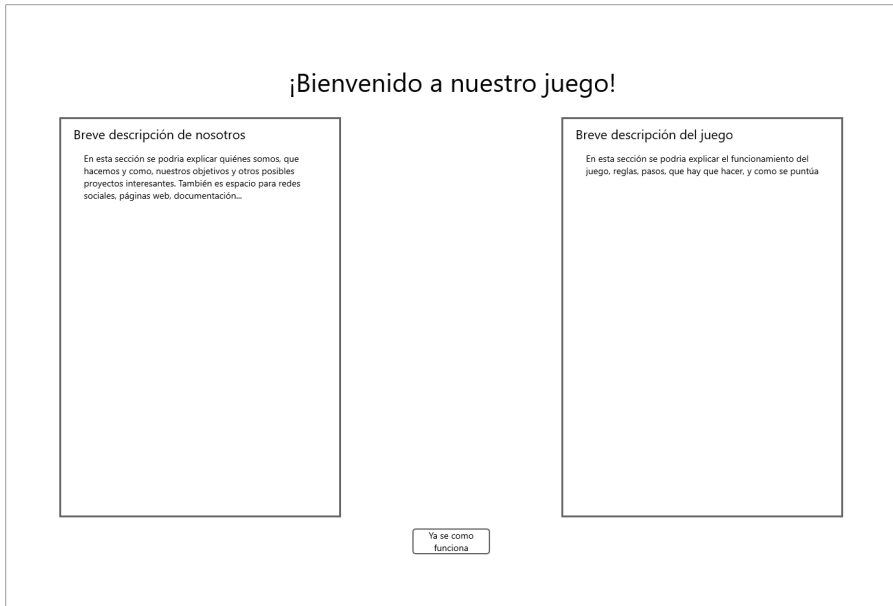 ¡Bienvenido a nuestro juego!
Breve descripción de nosotros
En esta sección se podria explicar quiénes somos, que
hacemos y como, nuestros objetivos y otros posibles
proyectos interesantes. También es espacio para redes
sociales, páginas web, documentación...
Breve descripción del juego
En esta sección se podria explicar el funcionamiento del
juego, reglas, pasos, que hay que hacer, y como se puntúa
Ya se como
funciona